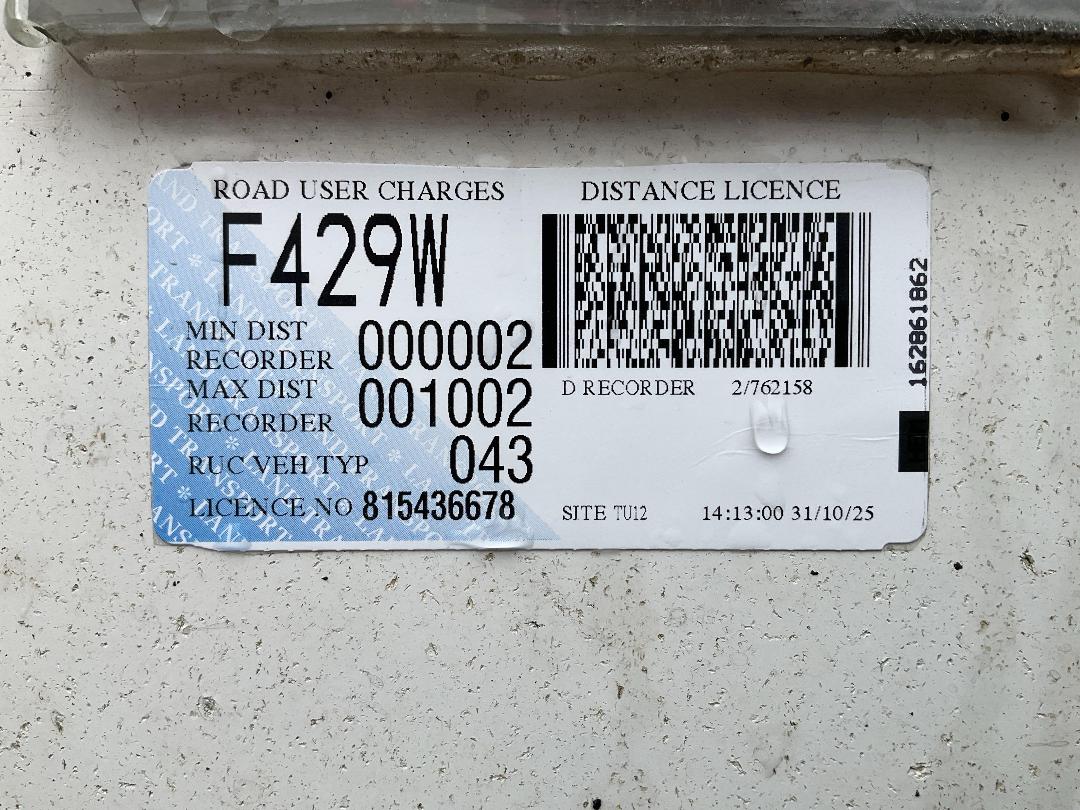 ROAD USER CHARGES
F429W
MIN DIST
RECORDER 000002
MAX DIST
RECORDER 001002
RUC VEH TYP 043
LICENCE NO 815436678
DISTANCE LICENCE
D RECORDER 2/762158
SITE TU12 14:13:00 31/10/25
162861862